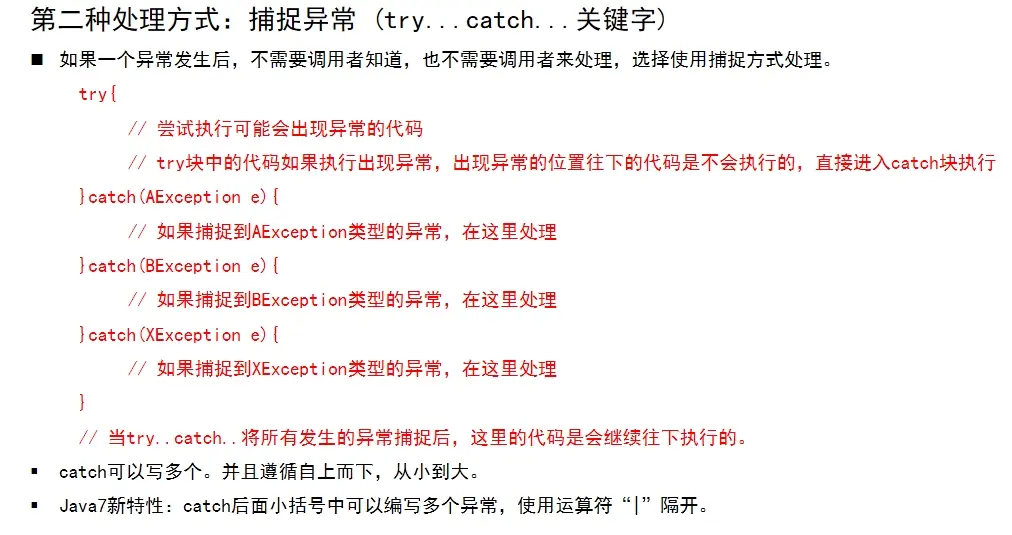 第二种处理方式：捕捉异常（try...catch...关键字）
■ 如果一个异常发生后，不需要调用者知道，也不需要调用者来处理，选择使用捕捉方式处理。
try{
// 尝试执行可能会出现异常的代码
// try块中的代码如果执行出现异常，出现异常的位置往下的代码是不会执行的，直接进入catch块执行
}catch(AException e){
// 如果捕捉到AException类型的异常，在这里处理
}catch(BException e){
// 如果捕捉到BException类型的异常，在这里处理
}catch(XException e){
// 如果捕捉到XException类型的异常，在这里处理
}
// 当try..catch..将所有发生的异常捕捉后，这里的代码是会继续往下执行的。
▪ catch可以写多个。并且遵循自上而下，从小到大。
▪ Java7新特性：catch后面小括号中可以编写多个异常，使用运算符“|”隔开。